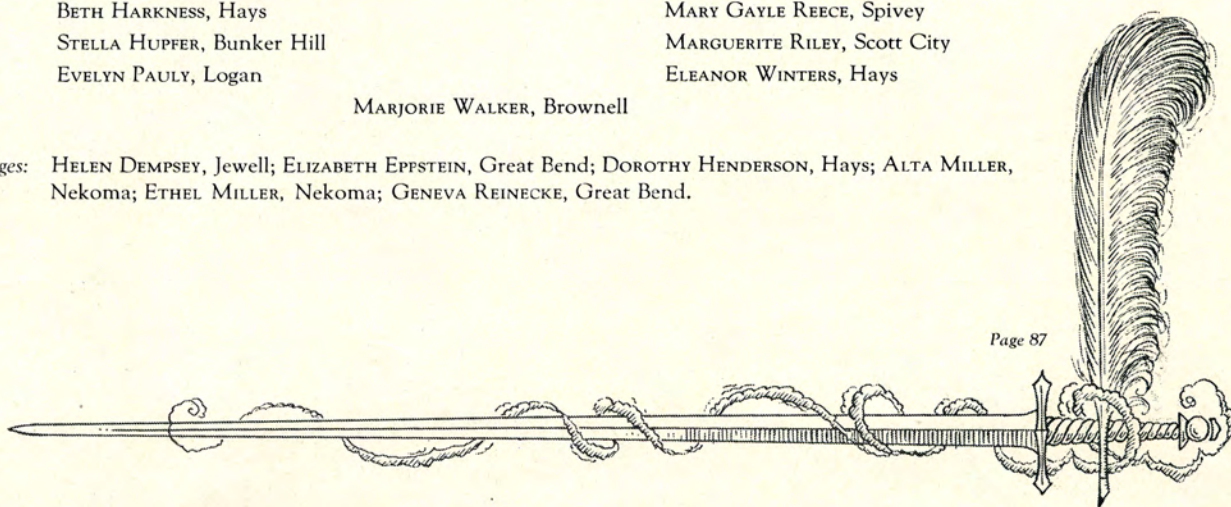 BETH HARKNESS, Hays
STELLA HUPFER, Bunker Hill
EVELYN PAULY, Logan
MARY GAYLE REECE, Spivey
MARGUERITE RILEY, Scott City
ELEANOR WINTERS, Hays
MARJORIE WALKER, Brownell
ges: HELEN DEMPSEY, Jewell; ELIZABETH EPPSTEIN, Great Bend; DOROTHY HENDERSON, Hays; ALTA MILLER,
Nekoma; ETHEL MILLER, Nekoma; GENEVA REINECKE, Great Bend.
Page 87